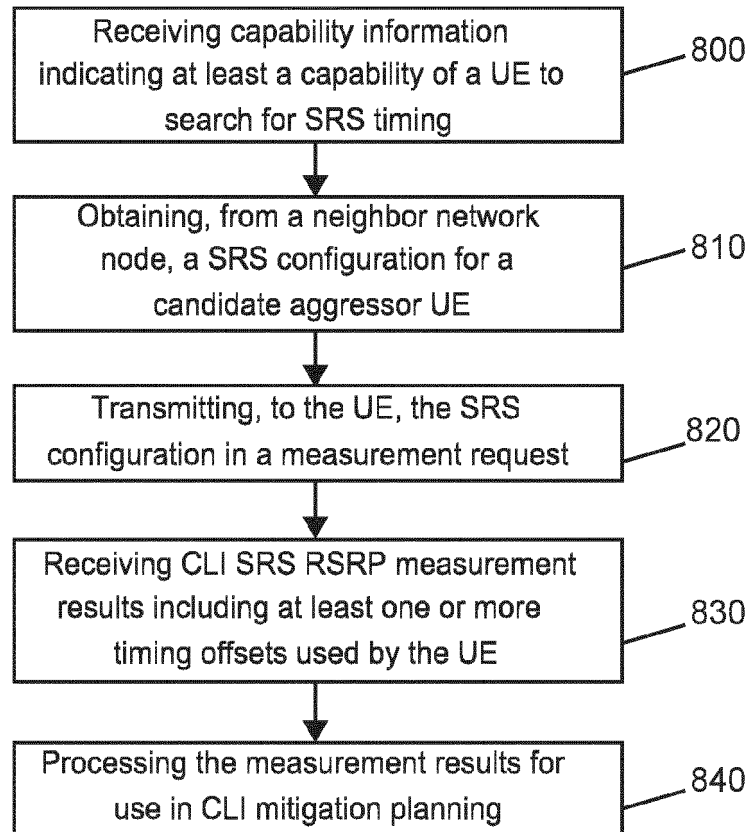 Receiving capability information
indicating at least a capability of a UE to
search for SRS timing
800
Obtaining, from a neighbor network
node, a SRS configuration for a
candidate aggressor UE
810
Transmitting, to the UE, the SRS
configuration in a measurement request
820
Receiving CLI SRS RSRP measurement
results including at least one or more
timing offsets used by the UE
830
Processing the measurement results for
use in CLI mitigation planning
840